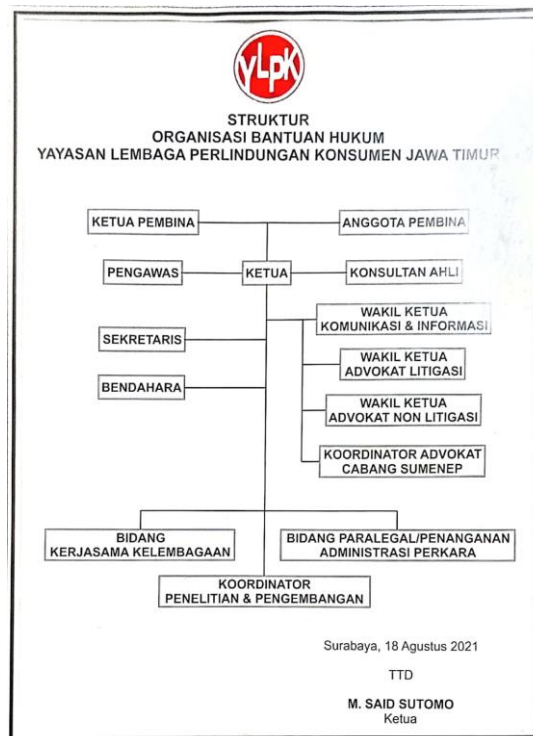 YLPK
STRUKTUR
ORGANISASI BANTUAN HUKUM
YAYASAN LEMBAGA PERLINDUNGAN KONSUMEN JAWA TIMUR
KETUA PEMBINA
ANGGOTA PEMBINA
PENGAWAS
KETUA
KONSULTAN AHLI
WAKIL KETUA
KOMUNIKASI & INFORMASI
SEKRETARIS
WAKIL KETUA
ADVOKAT LITIGASI
BENDAHARA
WAKIL KETUA
ADVOKAT NON LITIGASI
KOORDINATOR ADVOKAT
CABANG SUMENEP
BIDANG
KERJASAMA KELEMBAGAAN
BIDANG PARALEGAL/PENANGANAN
ADMINISTRASI PERKARA
KOORDINATOR
PENELITIAN & PENGEMBANGAN
Surabaya, 18 Agustus 2021
TTD
M. SAID SUTOMO
Ketua